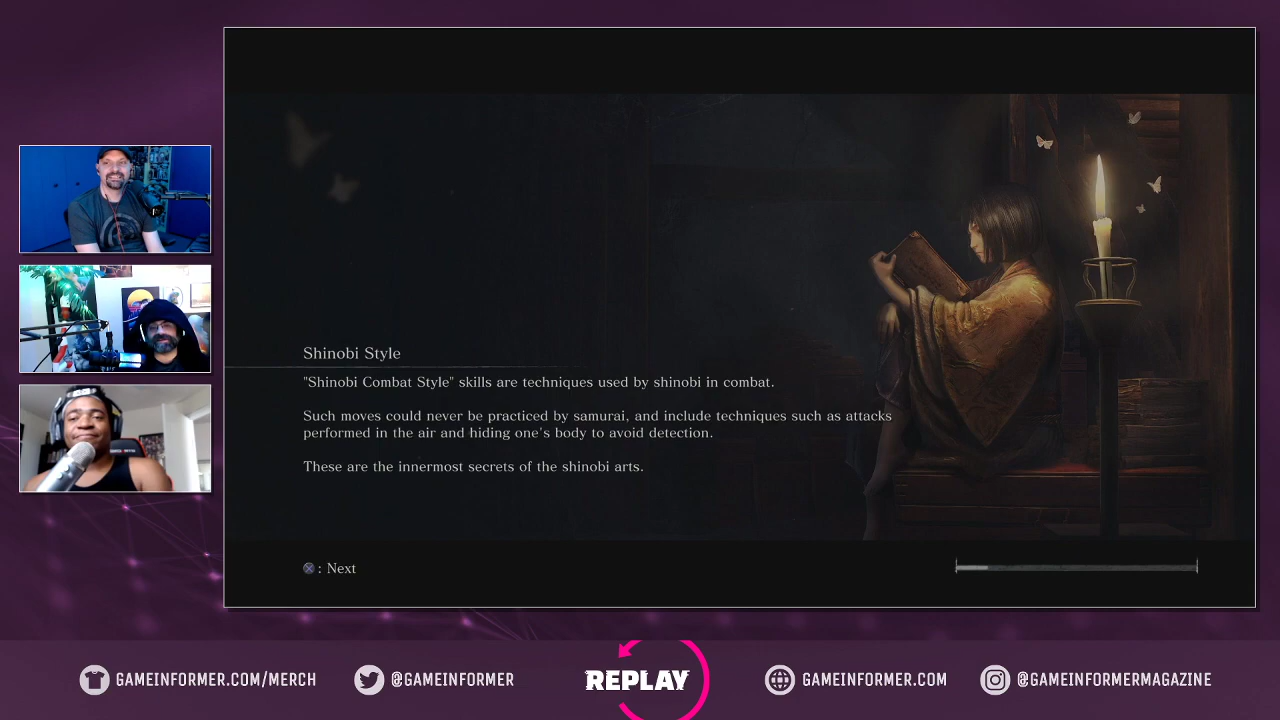 Shinobi Style
"Shinobi Combat Style" skills are techniques used by shinobi in combat.
Such moves could never be practiced by samurai, and include techniques such as attacks
performed in the air and hiding one's body to avoid detection.
These are the innermost secrets of the shinobi arts.
: Next
GAMEINFORMER.COM/MERCH
@GAMEINFORMER
REPLAY
GAMEINFORMER.COM
@GAMEINFORMERMAGAZINE